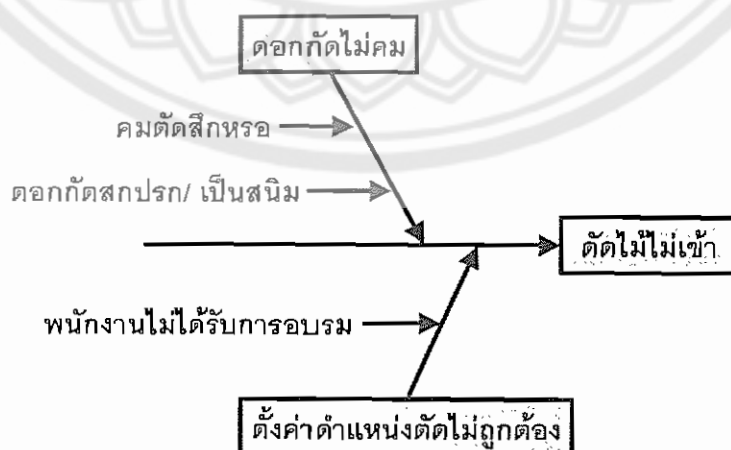 ดอกกัดไม่คม
คมตัดสึกหรอ
ดอกกัดสกปรก/ เป็นสนิม
ตัดไม้ไม่เข้า
พนักงานไม่ได้รับการอบรม
ตั้งค่าตำแหน่งตัดไม่ถูกต้อง